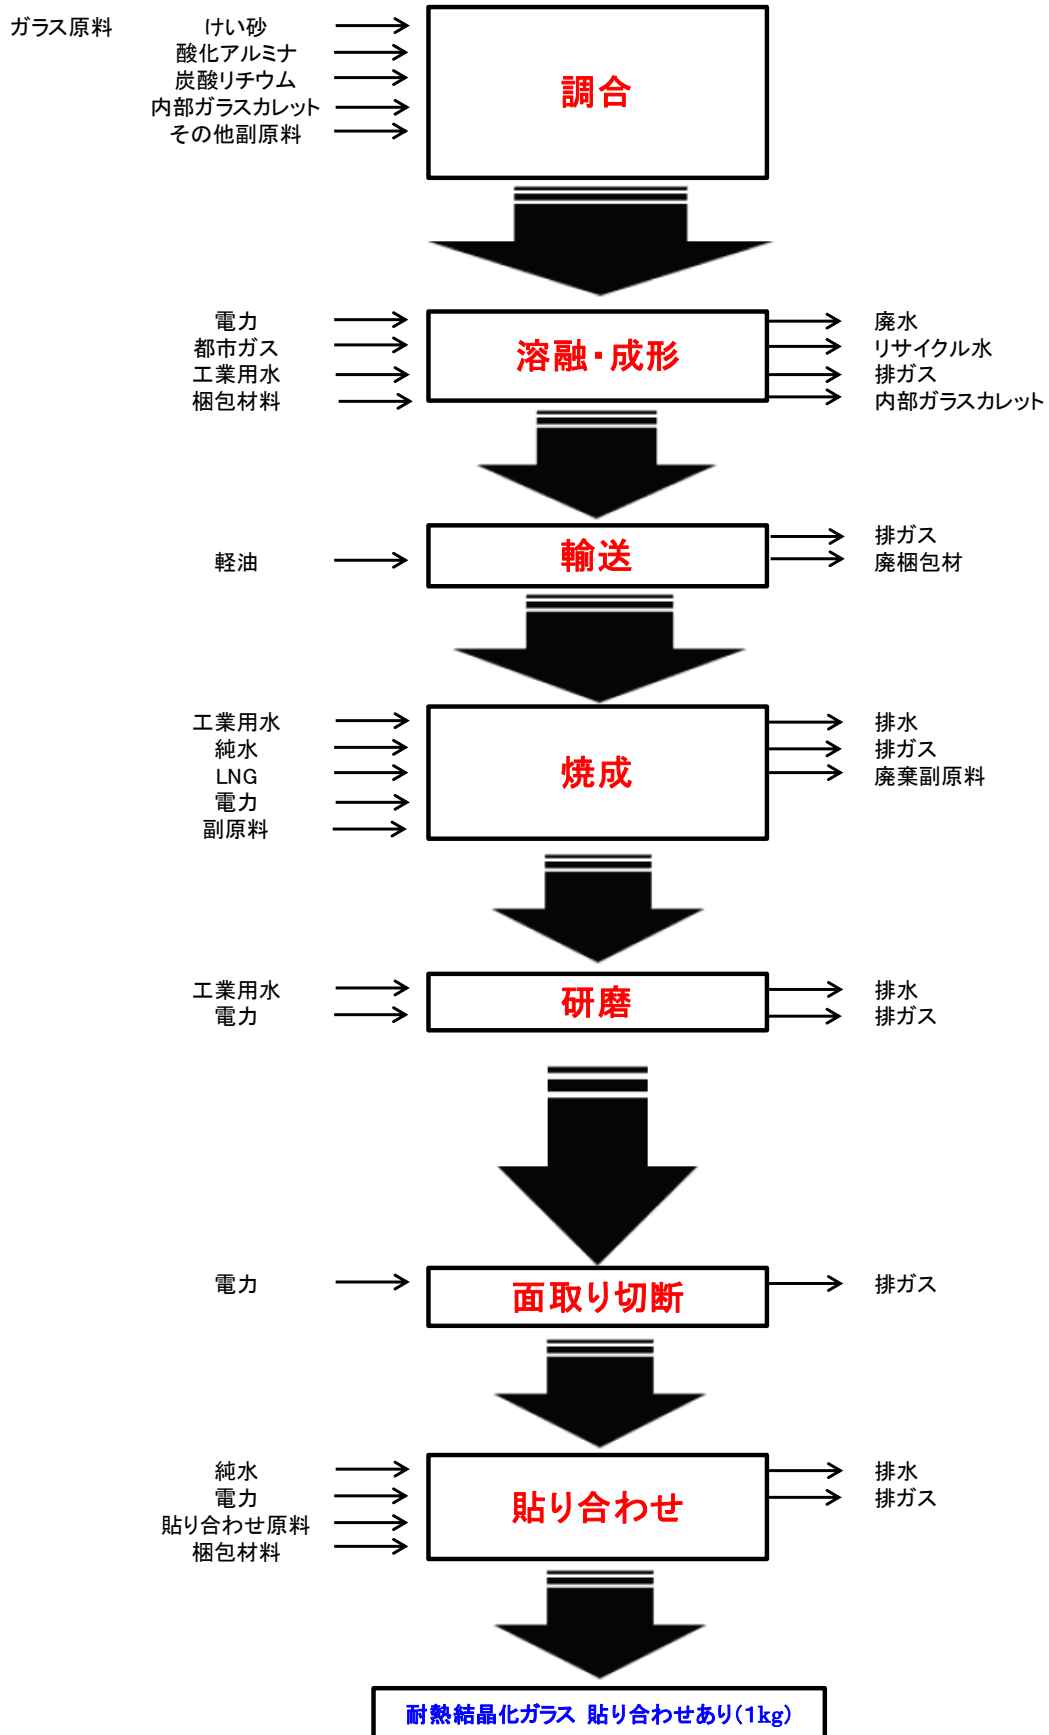 ガラス原料
けい砂
酸化アルミナ
炭酸リチウム
内部ガラスカレット
その他副原料
調合
電力
都市ガス
工業用水
梱包材料
溶融・成形
廃水
リサイクル水
排ガス
内部ガラスカレット
軽油
輸送
排ガス
廃梱包材
工業用水
純水
LNG
電力
副原料
焼成
排水
排ガス
廃棄副原料
工業用水
電力
研磨
排水
排ガス
電力
面取り切断
排ガス
純水
電力
貼り合わせ原料
梱包材料
貼り合わせ
排水
排ガス
耐熱結晶化ガラス 貼り合わせあり(1kg)